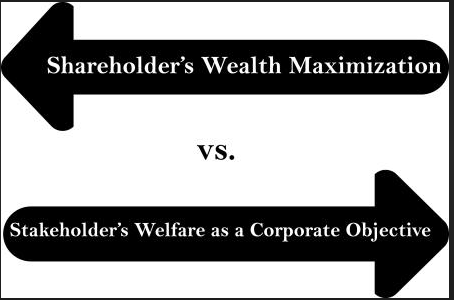 Shareholder’s Wealth Maximization
vs.
Stakeholder’s Welfare as a Corporate Objective